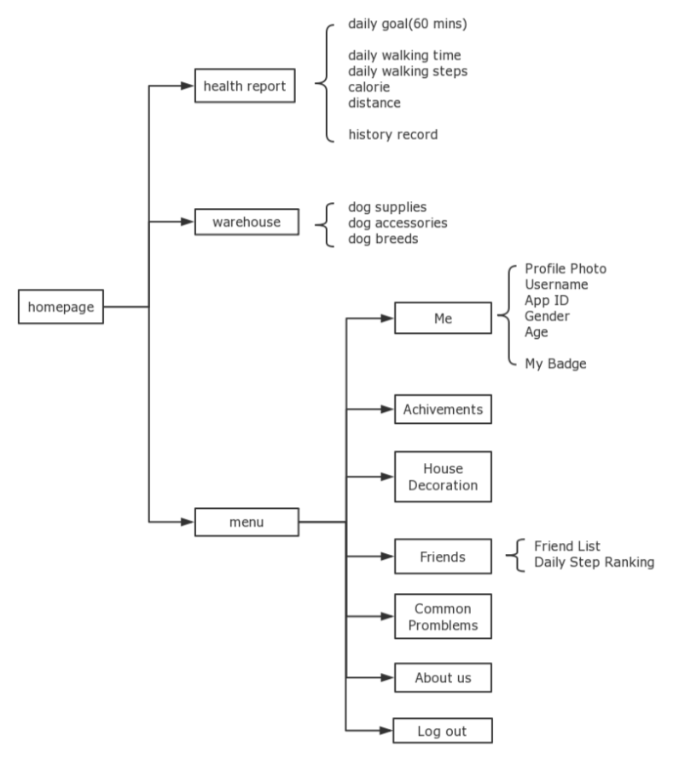 daily goal(60 mins)
daily walking time
daily walking steps
calorie
distance
history record
health report
warehouse
dog supplies
dog accessories
dog breeds
homepage
Me
Profile Photo
Username
App ID
Gender
Age
My Badge
Achivements
House
Decoration
menu
Friends
Friend List
Daily Step Ranking
Common
Promblems
About us
Log out